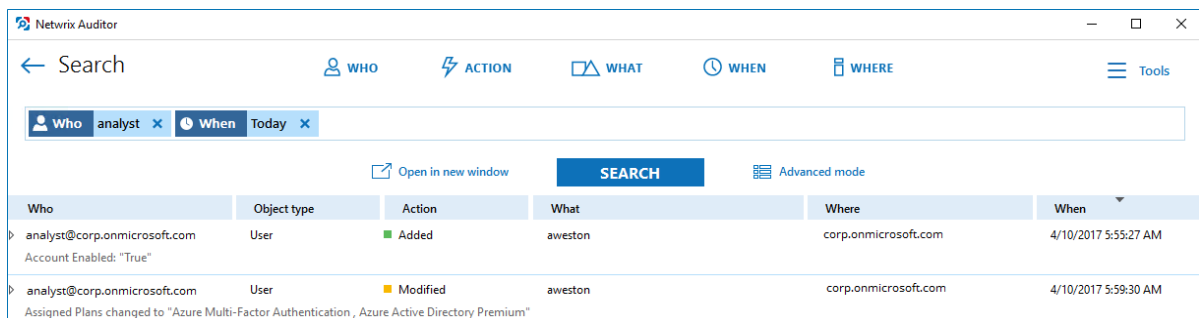 Netwrix Auditor
Search
WHO ACTION WHAT WHEN WHERE Tools
Who analyst When Today
Open in new window SEARCH Advanced mode
Who Object type Action What Where When
analyst@corp.onmicrosoft.com User Added aweston corp.onmicrosoft.com 4/10/2017 5:55:27 AM
Account Enabled: "True"
analyst@corp.onmicrosoft.com User Modified aweston corp.onmicrosoft.com 4/10/2017 5:59:30 AM
Assigned Plans changed to "Azure Multi-Factor Authentication , Azure Active Directory Premium"